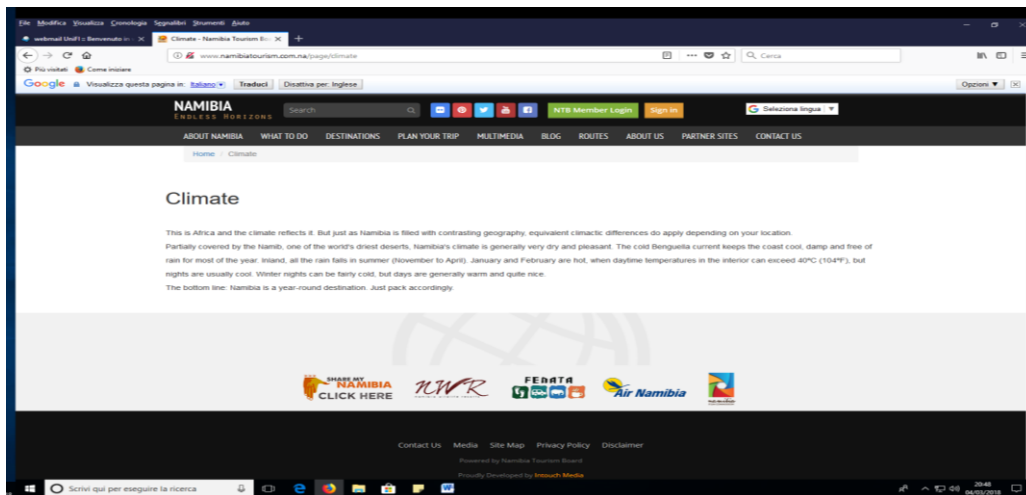 File Modifica Visualizza Cronologia Segnalibri Strumenti Aiuto
webmail UniFI :: Benvenuto in
Climate - Namibia Tourism
www.namibiatourism.com.na/page/climate
Cerca
Più visitati Come iniziare
Google Visualizza questa pagina in: Italiano Traduci Disattiva per: Inglese Opzioni
NAMIBIA
ENDLESS HORIZONS
Search
NTB Member Login Sign in
Seleziona lingua
ABOUT NAMIBIA WHAT TO DO DESTINATIONS PLAN YOUR TRIP MULTIMEDIA BLOG ROUTES ABOUT US PARTNER SITES CONTACT US
Home / Climate
Climate
This is Africa and the climate reflects it. But just as Namibia is filled with contrasting geography, equivalent climactic differences do apply depending on your location.
Partially covered by the Namib, one of the world's driest deserts, Namibia's climate is generally very dry and pleasant. The cold Benguella current keeps the coast cool, damp and free of
rain for most of the year. Inland, all the rain falls in summer (November to April). January and February are hot, when daytime temperatures in the interior can exceed 40ºC (104ºF), but
nights are usually cool. Winter nights can be fairly cold, but days are generally warm and quite nice.
The bottom line: Namibia is a year-round destination. Just pack accordingly.
SHARE MY
NAMIBIA
CLICK HERE
NWR
FENATA
Air Namibia
Contact Us Media Site Map Privacy Policy Disclaimer
Powered by Namibia Tourism Board
Proudly Developed by Intouch Media
Scrivi qui per eseguire la ricerca
20:48
04/03/2018